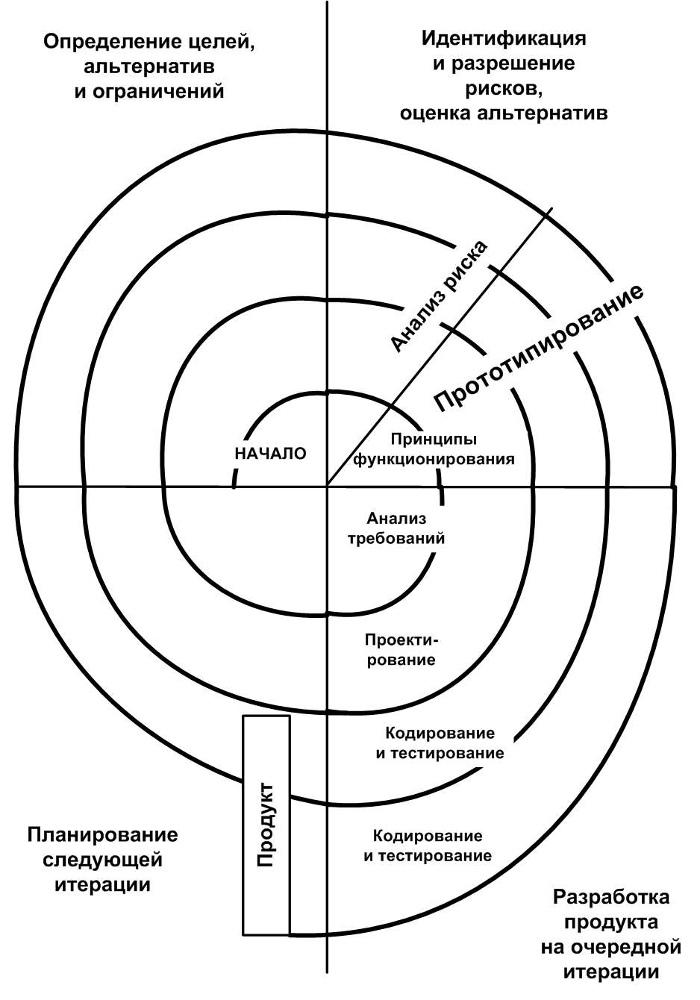 Определение целей,
альтернатив
и ограничений
Идентификация
и разрешение
рисков,
оценка альтернатив
Анализ риска
Прототипирование
НАЧАЛО
Принципы
функционирования
Анализ
требований
Проекти-
рование
Кодирование
и тестирование
Кодирование
и тестирование
Продукт
Планирование
следующей
итерации
Разработка
продукта
на очередной
итерации